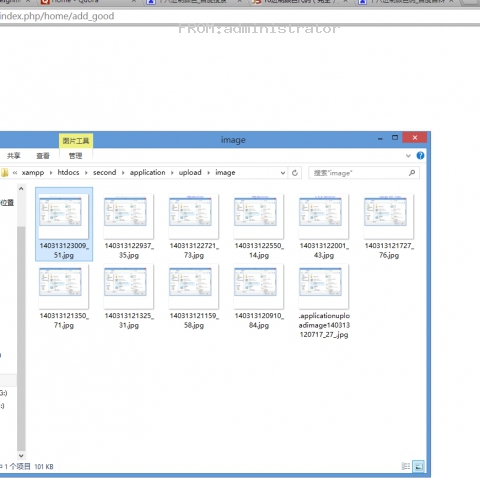 Home - Quora
index.php/home/add_good
FROM:administrator
图片工具
image
共享 查看 管理
« xampp › htdocs › second › application › upload › image
搜索"image"
位置
140313123009_51.jpg
140313122937_35.jpg
140313122721_73.jpg
140313122550_14.jpg
140313122001_43.jpg
140313121727_76.jpg
140313121350_71.jpg
140313121325_31.jpg
140313121159_58.jpg
140313120910_84.jpg
.applicationuploadimage140313120717_27_.jpg
G:)
:)
中 1 个项目 101 KB